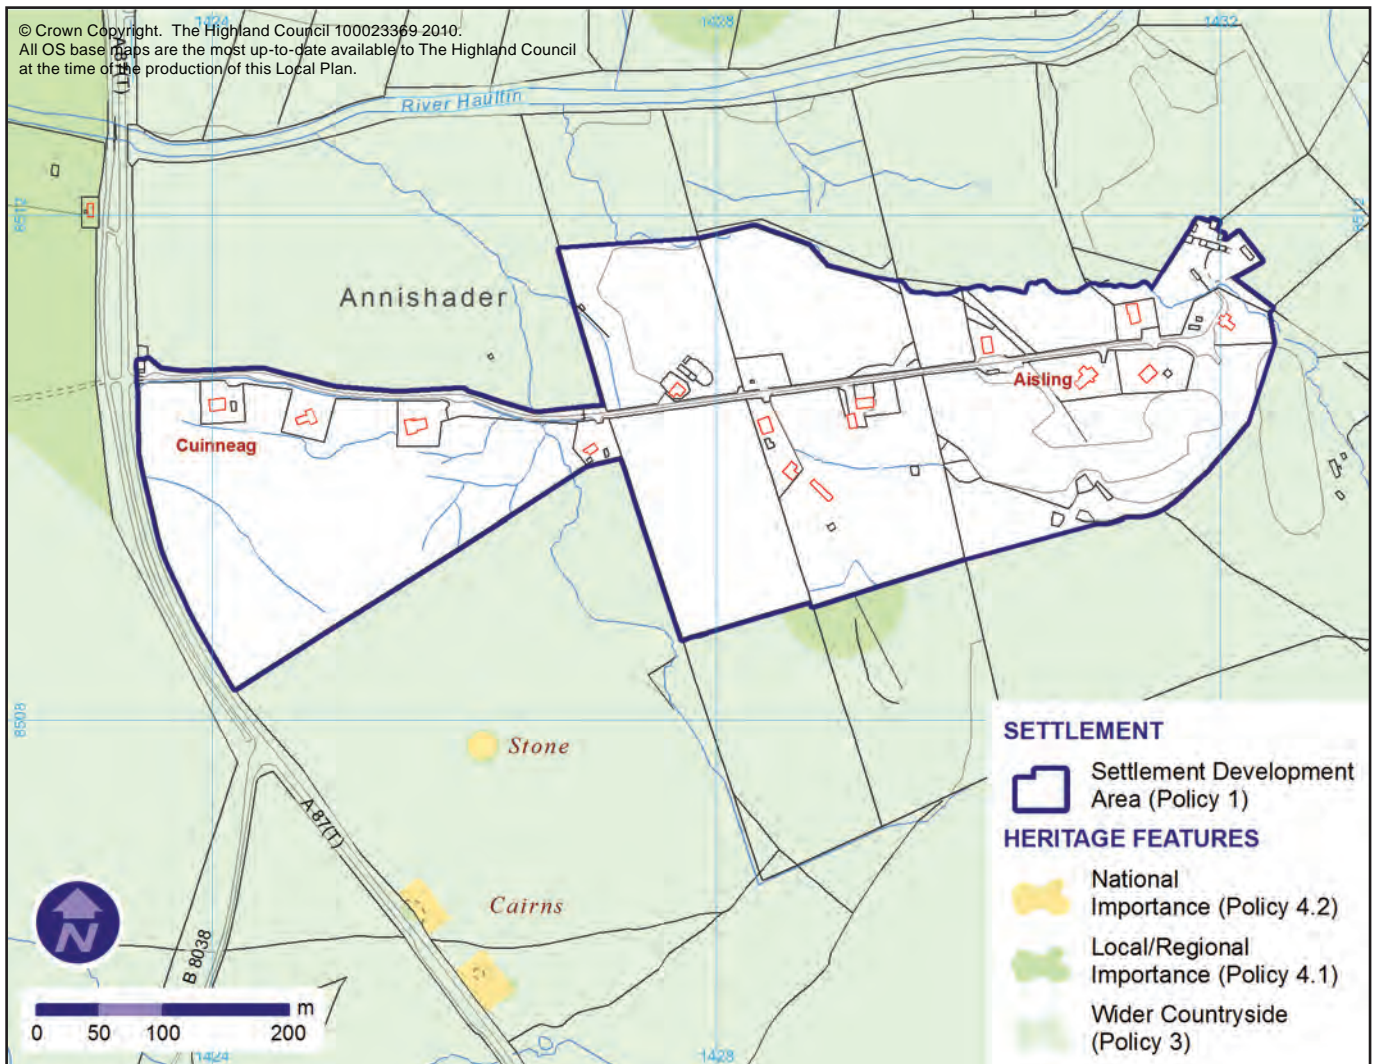 © Crown Copyright.  The Highland Council 100023369 2010.
All OS base maps are the most up-to-date available to The Highland Council
at the time of the production of this Local Plan.
1424
1428
1432
A 87(T)
River Haultin
8512
8512
Annishader
Aisling
Cuinneag
8508
Stone
Cairns
A 87(T)
B 8038
N
m
0 50 100 200
1424
1428
SETTLEMENT
Settlement Development
Area (Policy 1)
HERITAGE FEATURES
National
Importance (Policy 4.2)
Local/Regional
Importance (Policy 4.1)
Wider Countryside
(Policy 3)